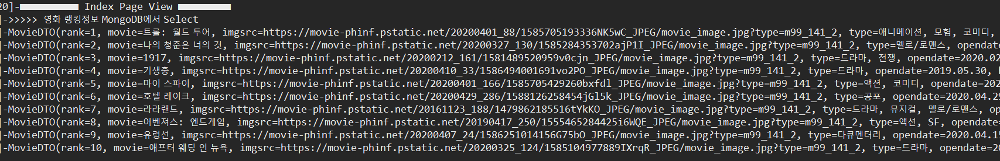 20]-■■■■■■■■■■ Index Page View ■■■■■■■■■
|->>>>> 영화 랭킹정보 MongoDB에서 Select
|-MovieDTO(rank=1, movie=트롤: 월드 투어, imgsrc=https://movie-phinf.pstatic.net/20200401_88/1585705193336NK5wC_JPEG/movie_image.jpg?type=m99_141_2, type=애니메이션, 모험, 코미디,
|-MovieDTO(rank=2, movie=나의 청춘은 너의 것, imgsrc=https://movie-phinf.pstatic.net/20200327_130/1585284353702ajP1I_JPEG/movie_image.jpg?type=m99_141_2, type=멜로/로맨스, opendate
|-MovieDTO(rank=3, movie=1917, imgsrc=https://movie-phinf.pstatic.net/20200212_161/1581489520959v0cjn_JPEG/movie_image.jpg?type=m99_141_2, type=드라마, 전쟁, opendate=2020.02
|-MovieDTO(rank=4, movie=기생충, imgsrc=https://movie-phinf.pstatic.net/20200410_33/1586494001691vo2PO_JPEG/movie_image.jpg?type=m99_141_2, type=드라마, opendate=2019.05.30,
|-MovieDTO(rank=5, movie=마이 스파이, imgsrc=https://movie-phinf.pstatic.net/20200401_166/1585705429260bxfdl_JPEG/movie_image.jpg?type=m99_141_2, type=액션, 코미디, opendate=202
|-MovieDTO(rank=6, movie=호텔 레이크, imgsrc=https://movie-phinf.pstatic.net/20200429_286/1588126258454jGl5k_JPEG/movie_image.jpg?type=m99_141_2, type=공포, opendate=2020.04.29
|-MovieDTO(rank=7, movie=라라랜드, imgsrc=https://movie-phinf.pstatic.net/20161123_188/1479862185516tYkKO_JPEG/movie_image.jpg?type=m99_141_2, type=드라마, 뮤지컬, 멜로/로맨스, op
|-MovieDTO(rank=8, movie=어벤져스: 엔드게임, imgsrc=https://movie-phinf.pstatic.net/20190417_250/1555465284425i6WQE_JPEG/movie_image.jpg?type=m99_141_2, type=액션, SF, opendate=
|-MovieDTO(rank=9, movie=유령선, imgsrc=https://movie-phinf.pstatic.net/20200407_24/1586251014156G75bO_JPEG/movie_image.jpg?type=m99_141_2, type=다큐멘터리, opendate=2020.04.15
|-MovieDTO(rank=10, movie=애프터 웨딩 인 뉴욕, imgsrc=https://movie-phinf.pstatic.net/20200325_124/1585104977889IXrqR_JPEG/movie_image.jpg?type=m99_141_2, type=드라마, opendate=20